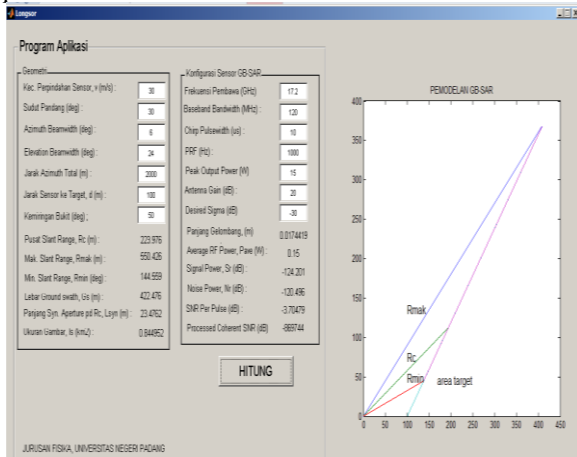 Longsor
Program Aplikasi
Geometri
Kec. Perpindahan Sensor, v (m/s) : 30
Sudut Pandang (deg) : 30
Azimuth Beamwidth (deg) : 6
Elevation Beamwidth (deg) : 24
Jarak Azimuth Total (m) : 2000
Jarak Sensor ke Target, d (m) : 100
Kemiringan Bukit (deg) ; 50
Pusat Slant Range, Rc (m) : 223.976
Mak. Slant Range, Rmak (m) : 550.426
Min. Slant Range, Rmin (deg) : 144.559
Lebar Ground swath, Gs (m) : 422.476
Panjang Syn. Aperture pd Rc, Lsyn (m) : 23.4762
Ukuran Gambar, Is (km2) : 0.844952
Konfigurasi Sensor GB-SAR
Frekuensi Pembawa (GHz) 17.2
Baseband Bandwidth (MHz) : 120
Chirp Pulsewidth (us) : 10
PRF (Hz) : 1000
Peak Output Power (W) 15
Antenna Gain (dB) : 20
Desired Sigma (dB) -30
Panjang Gelombang, (m) 0.0174419
Average RF Power, Pave (W) : 0.15
Signal Power, Sr (dB) : -124.201
Noise Power, Nr (dB) : -120.496
SNR Per Pulse (dB) : -3.70479
Processed Coherent SNR (dB) -869744
HITUNG
PEMODELAN GB-SAR
400
350
300
250
200
150
100
50
0
Rmak
Rc
Rmin
area target
0 50 100 150 200 250 300 350 400 450
JURUSAN FISIKA, UNIVERSITAS NEGERI PADANG